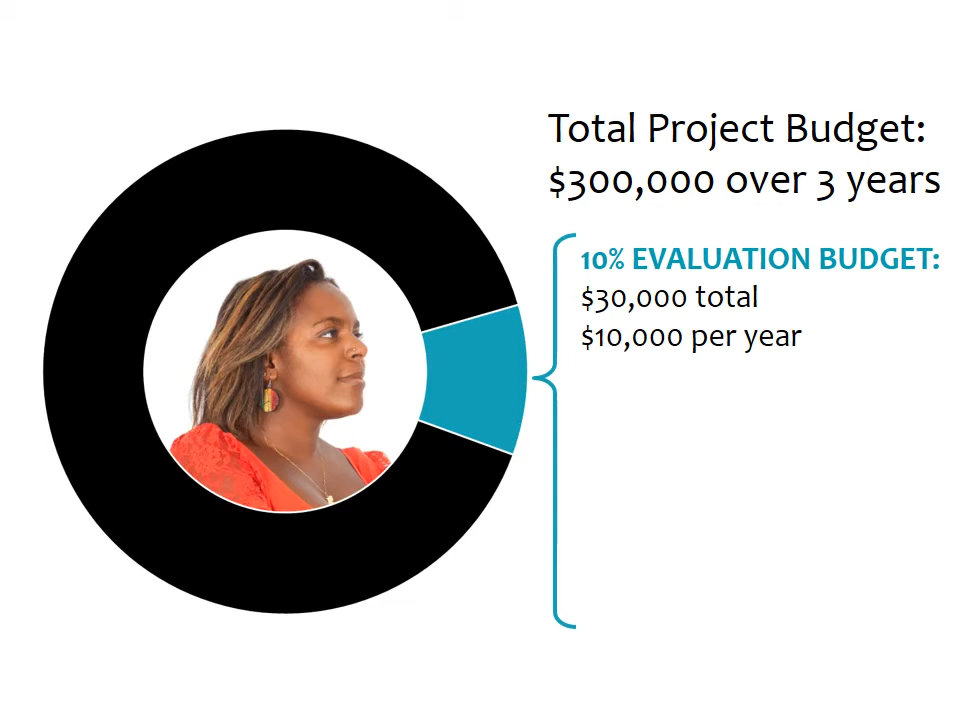 Total Project Budget:
$300,000 over 3 years
10% EVALUATION BUDGET:
$30,000 total
$10,000 per year